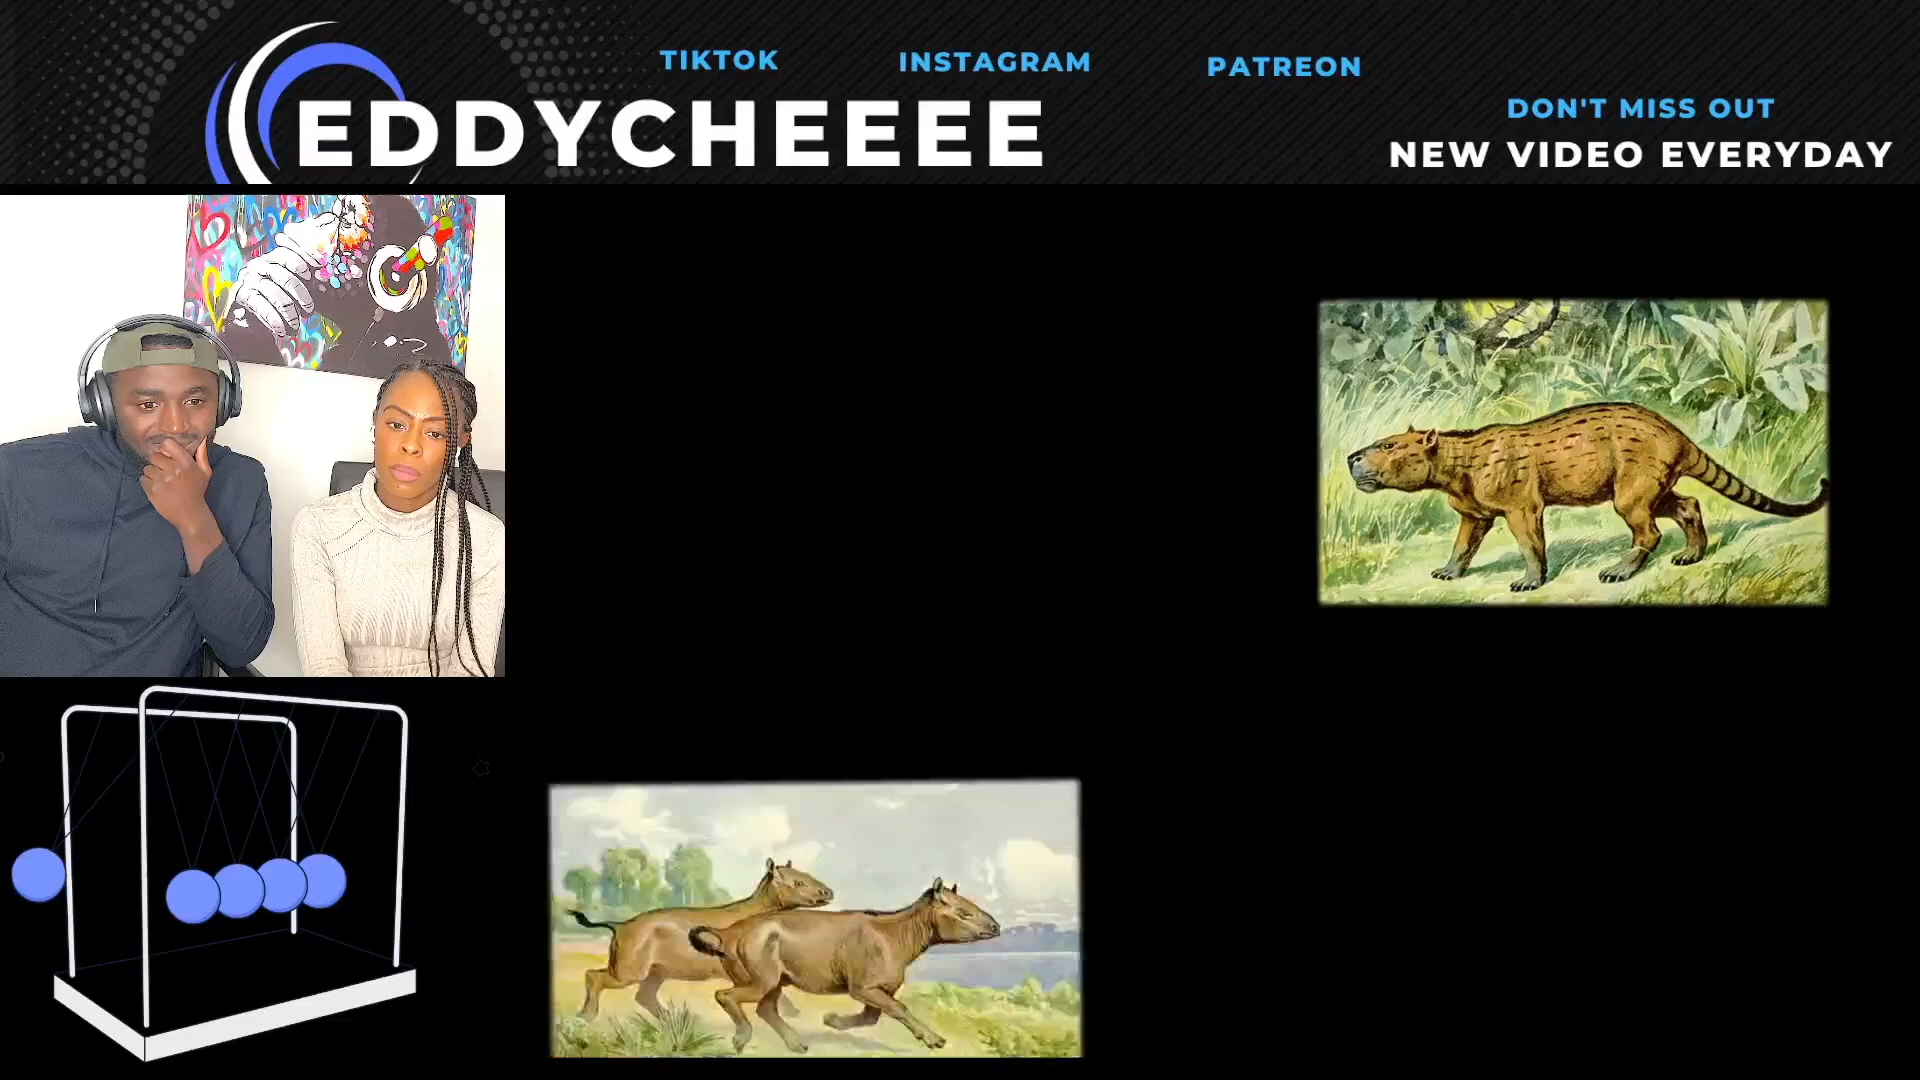 TIKTOK
INSTAGRAM
PATREON
EDDYCHEEEE
DON'T MISS OUT
NEW VIDEO EVERYDAY